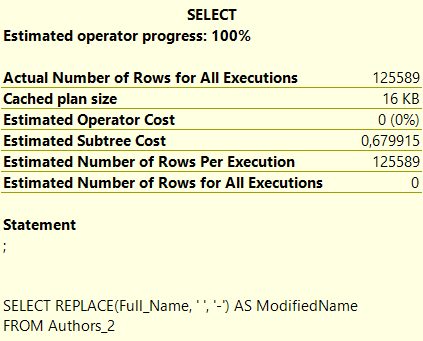 SELECT
Estimated operator progress: 100%
Actual Number of Rows for All Executions 125589
Cached plan size 16 KB
Estimated Operator Cost 0 (0%)
Estimated Subtree Cost 0,679915
Estimated Number of Rows Per Execution 125589
Estimated Number of Rows for All Executions 0
Statement
;
SELECT REPLACE(Full_Name, ' ', '-') AS ModifiedName
FROM Authors_2